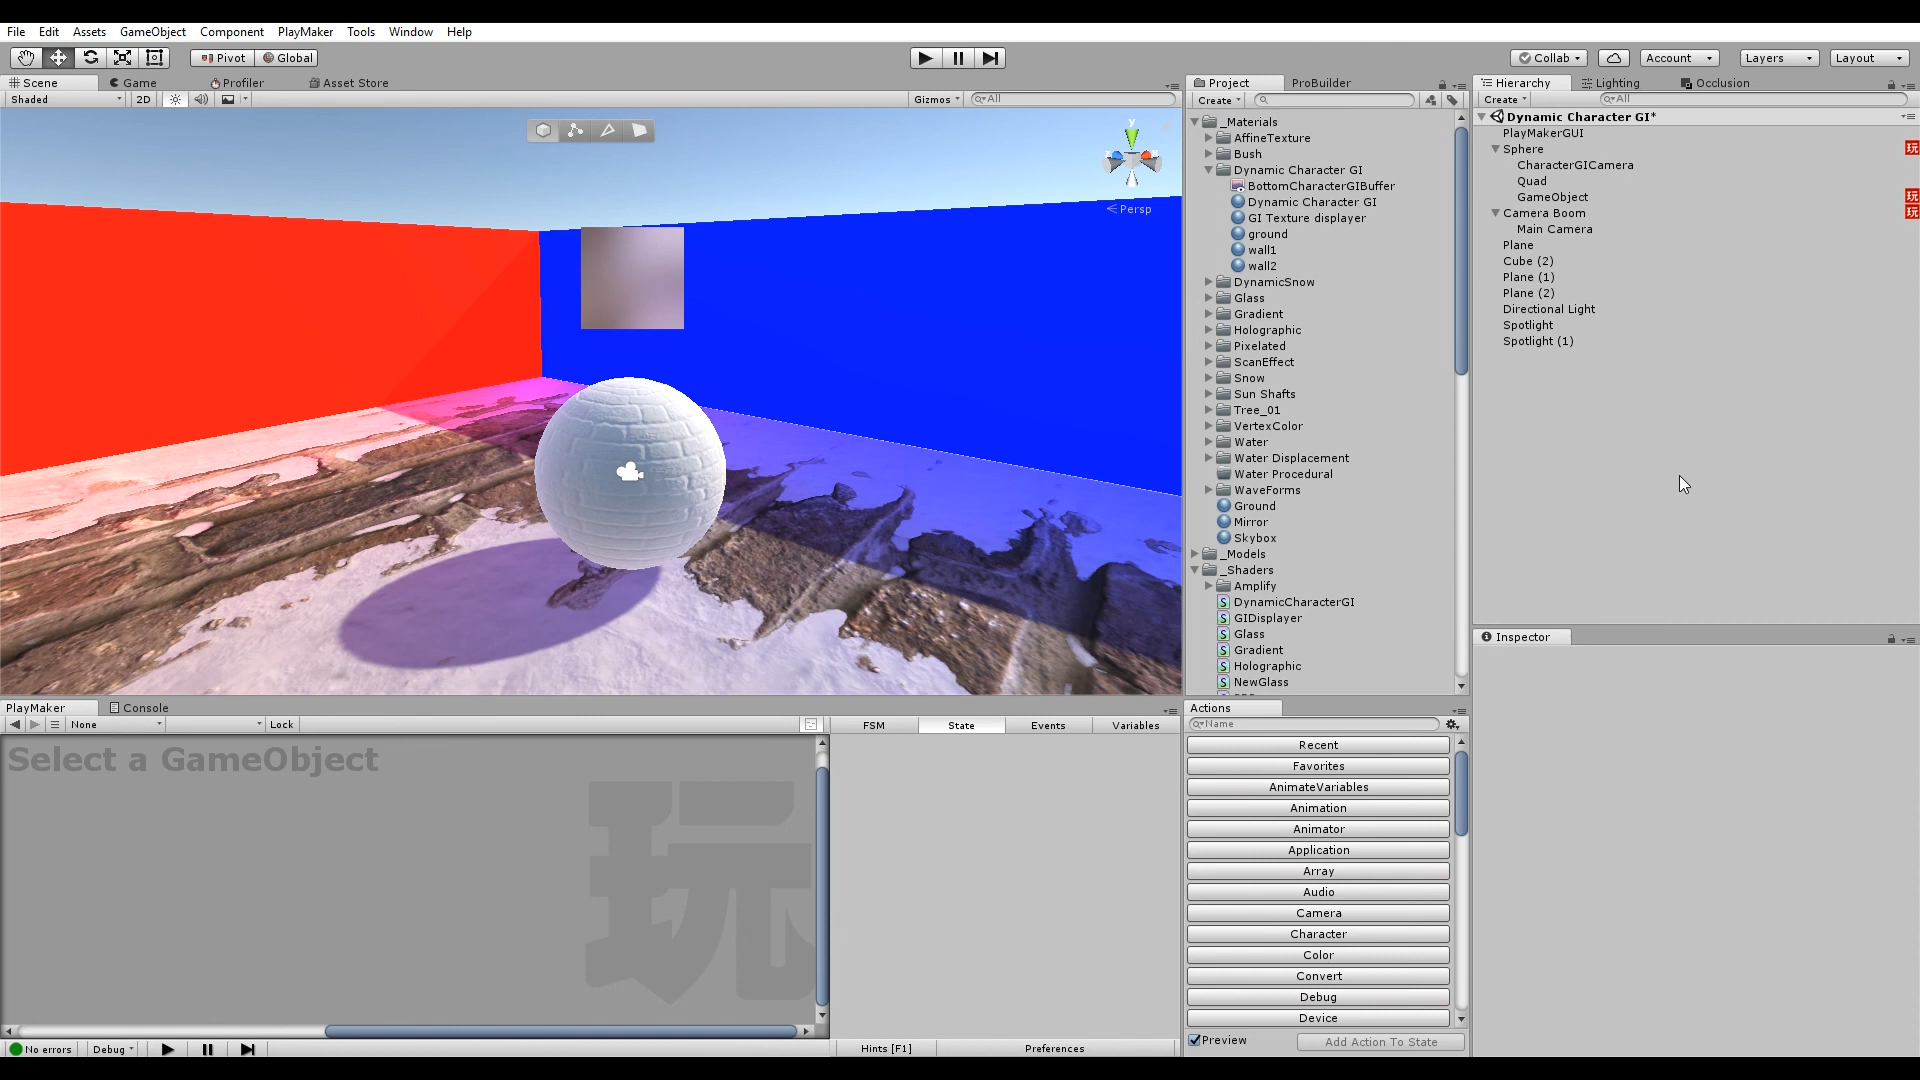 File Edit Assets GameObject Component PlayMaker Tools Window Help
Pivot Global
Collab Account Layers Layout
Scene Game Profiler Asset Store
Shaded 2D Gizmos All
y
Persp
Project ProBuilder
Create
_Materials
AffineTexture
Bush
Dynamic Character GI
BottomCharacterGIBuffer
Dynamic Character GI
GI Texture displayer
ground
wall1
wall2
DynamicSnow
Glass
Gradient
Holographic
Pixelated
ScanEffect
Snow
Sun Shafts
Tree_01
VertexColor
Water
Water Displacement
Water Procedural
WaveForms
Ground
Mirror
Skybox
_Models
_Shaders
Amplify
DynamicCharacterGI
GIDisplayer
Glass
Gradient
Holographic
NewGlass
Hierarchy Lighting Occlusion
Create All
Dynamic Character GI*
PlayMakerGUI
Sphere 玩
CharacterGICamera
Quad
GameObject 玩
Camera Boom 玩
Main Camera
Plane
Cube (2)
Plane (1)
Plane (2)
Directional Light
Spotlight
Spotlight (1)
Inspector
PlayMaker Console
None Lock
Select a GameObject
玩
FSM State Events Variables
Hints [F1] Preferences
No errors Debug
Actions
Name
Recent
Favorites
AnimateVariables
Animation
Animator
Application
Array
Audio
Camera
Character
Color
Convert
Debug
Device
Preview Add Action To State